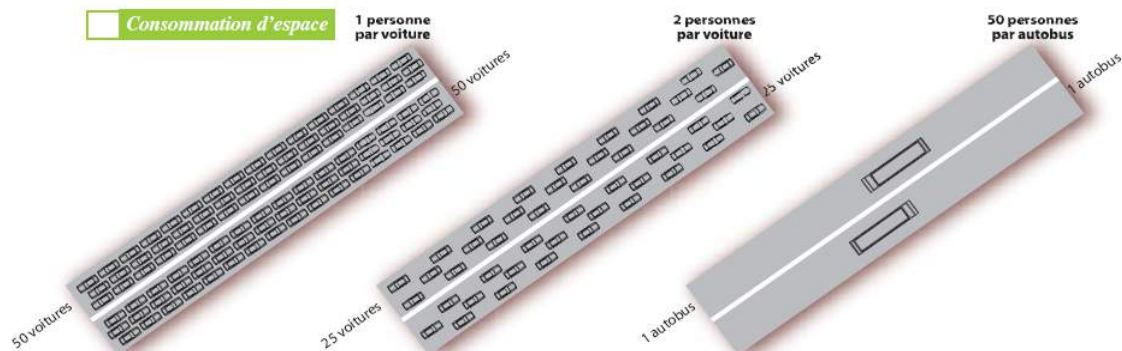 Consommation d'espace
1 personne
par voiture
50 voitures
50 voitures
2 personnes
par voiture
25 voitures
25 voitures
50 personnes
par autobus
1 autobus
1 autobus